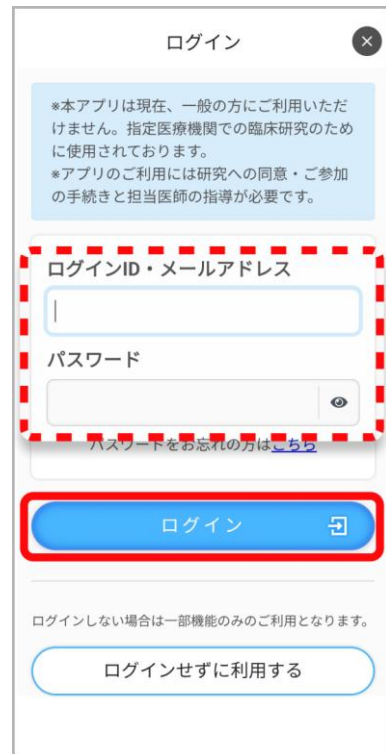 ログイン
※本アプリは現在、一般の方にご利用いただ
けません。指定医療機関での臨床研究のため
に使用されております。
※アプリのご利用には研究への同意・ご参加
の手続きと担当医師の指導が必要です。
ログインID・メールアドレス
パスワード
パスワードをお忘れの方はこちら
ログイン
ログインしない場合は一部機能のみのご利用となります。
ログインせずに利用する